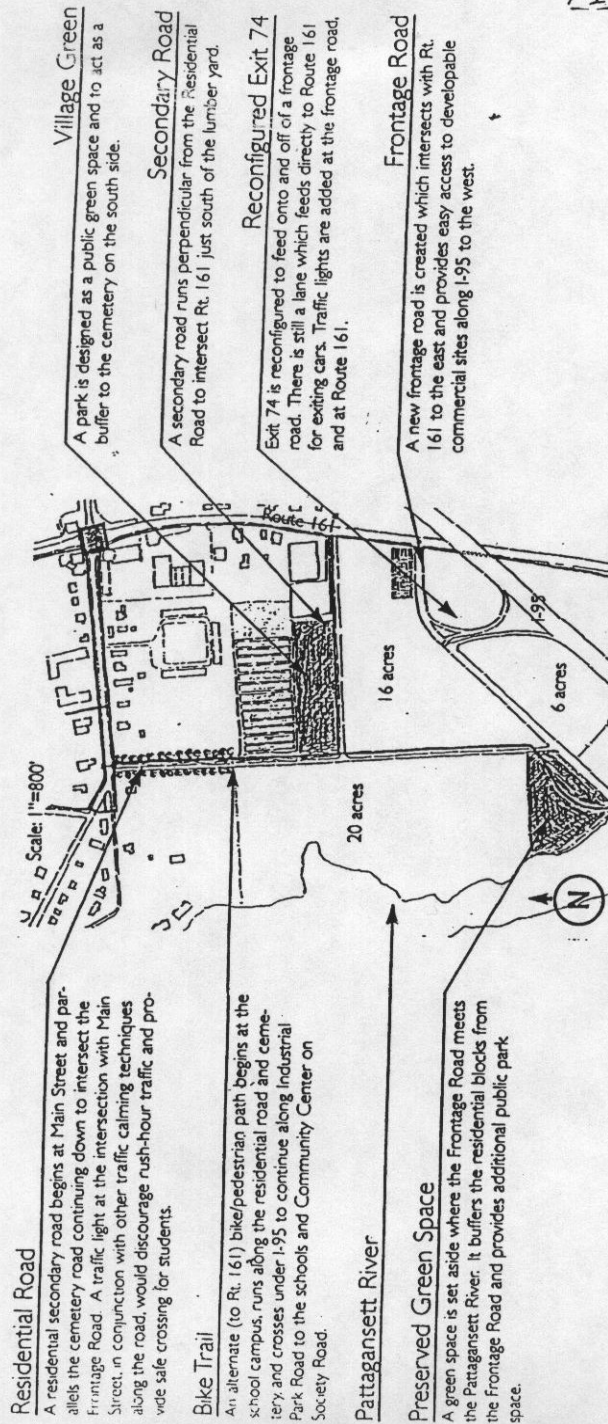 Residential Road
A residential secondary road begins at Main Street and par-
allels the cemetery road continuing down to intersect the
Frontage Road. A traffic light at the intersection with Main
Street, in conjunction with other traffic calming techniques
along the road, would discourage rush-hour traffic and pro-
vide safe crossing for students.
Bike Trail
An alternate (to Rt. 161) bike/pedestrian path begins at the
school campus, runs along the residential road and ceme-
tery, and crosses under I-95 to continue along Industrial
Park Road to the schools and Community Center on
Society Road.
Pattagansett River
Preserved Green Space
A green space is set aside where the Frontage Road meets
the Pattagansett River. It buffers the residential blocks from
the Frontage Road and provides additional public park
space.
Scale: 1"=800'
Route 161
20 acres
16 acres
6 acres
I-95
N
Village Green
A park is designed as a public green space and to act as a
buffer to the cemetery on the south side.
Secondary Road
A secondary road runs perpendicular from the Residential
Road to intersect Rt. 161 just south of the lumber yard.
Reconfigured Exit 74
Exit 74 is reconfigured to feed onto and off of a frontage
road. There is still a lane which feeds directly to Route 161
for exiting cars. Traffic lights are added at the frontage road,
and at Route 161.
Frontage Road
A new frontage road is created which intersects with Rt.
161 to the east and provides easy access to developable
commercial sites along I-95 to the west.